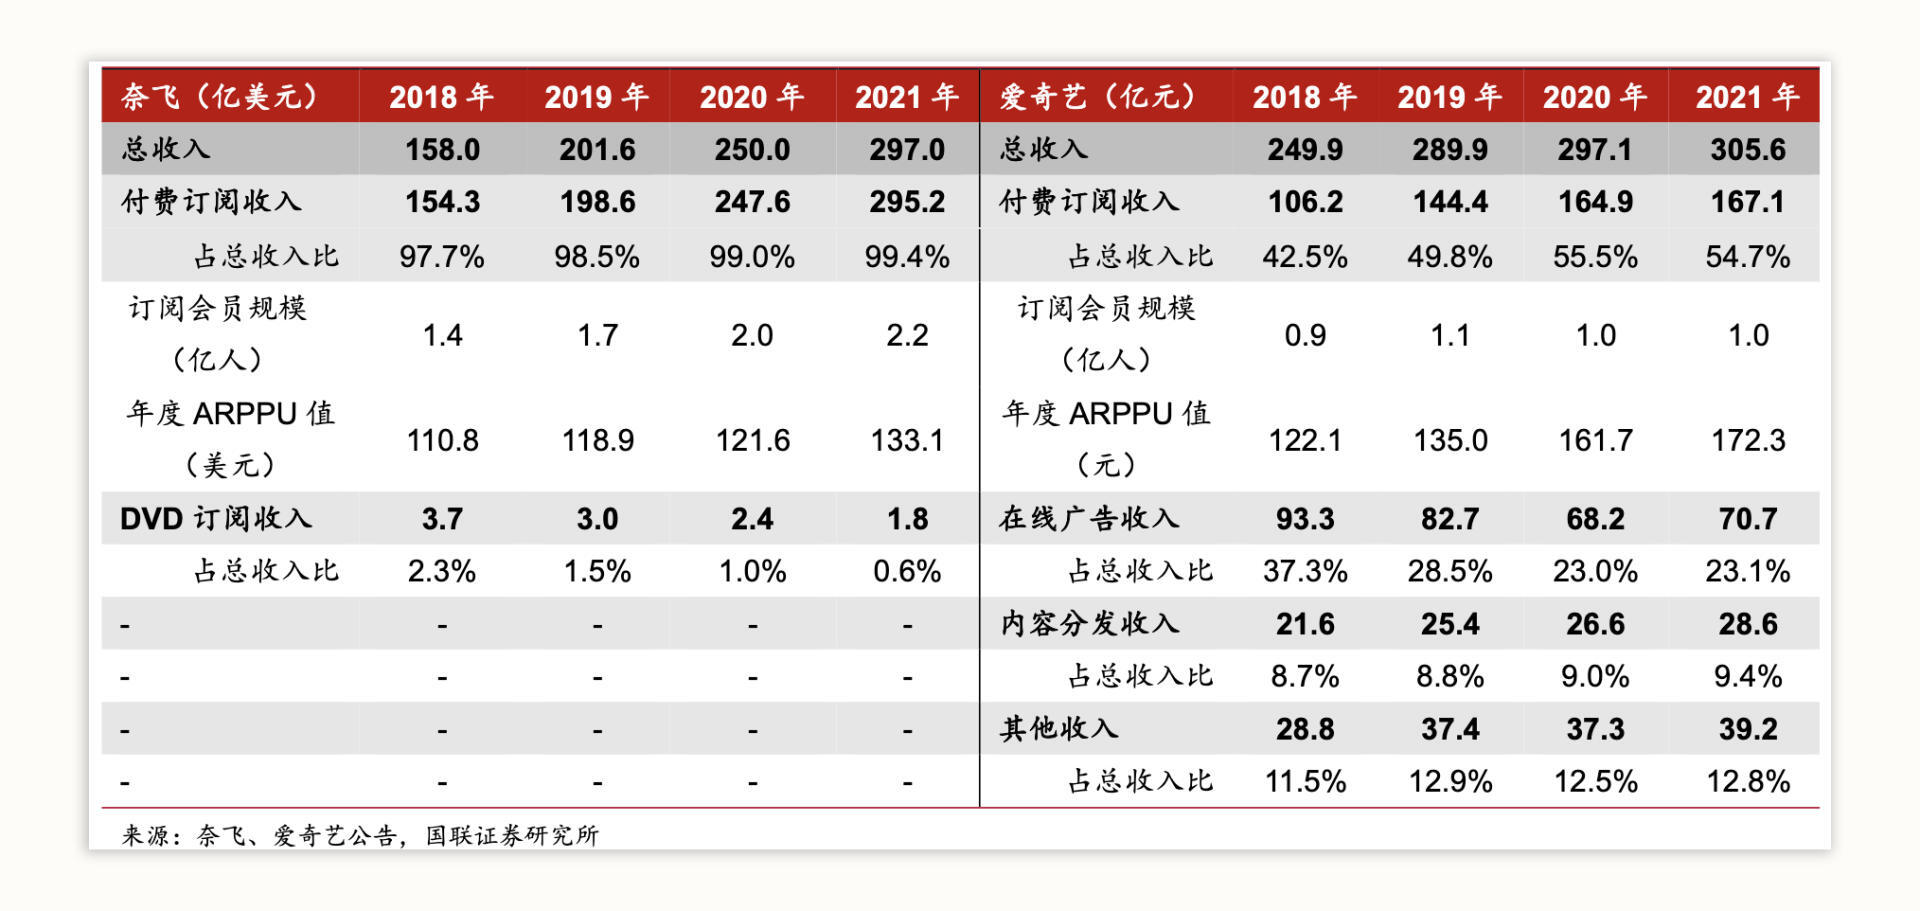 奈飞（亿美元） 2018 年 2019 年 2020 年 2021 年 爱奇艺（亿元） 2018 年 2019 年 2020 年 2021 年
总收入 158.0 201.6 250.0 297.0 总收入 249.9 289.9 297.1 305.6
付费订阅收入 154.3 198.6 247.6 295.2 付费订阅收入 106.2 144.4 164.9 167.1
占总收入比 97.7% 98.5% 99.0% 99.4% 占总收入比 42.5% 49.8% 55.5% 54.7%
订阅会员规模 订阅会员规模
1.4 1.7 2.0 2.2 0.9 1.1 1.0 1.0
（亿人） （亿人）
年度 ARPPU 值 年度 ARPPU 值
110.8 118.9 121.6 133.1 122.1 135.0 161.7 172.3
（美元） （元）
DVD 订阅收入 3.7 3.0 2.4 1.8 在线广告收入 93.3 82.7 68.2 70.7
占总收入比 2.3% 1.5% 1.0% 0.6% 占总收入比 37.3% 28.5% 23.0% 23.1%
- - - - - 内容分发收入 21.6 25.4 26.6 28.6
- - - - - 占总收入比 8.7% 8.8% 9.0% 9.4%
- - - - - 其他收入 28.8 37.4 37.3 39.2
- - - - - 占总收入比 11.5% 12.9% 12.5% 12.8%
来源：奈飞、爱奇艺公告，国联证券研究所